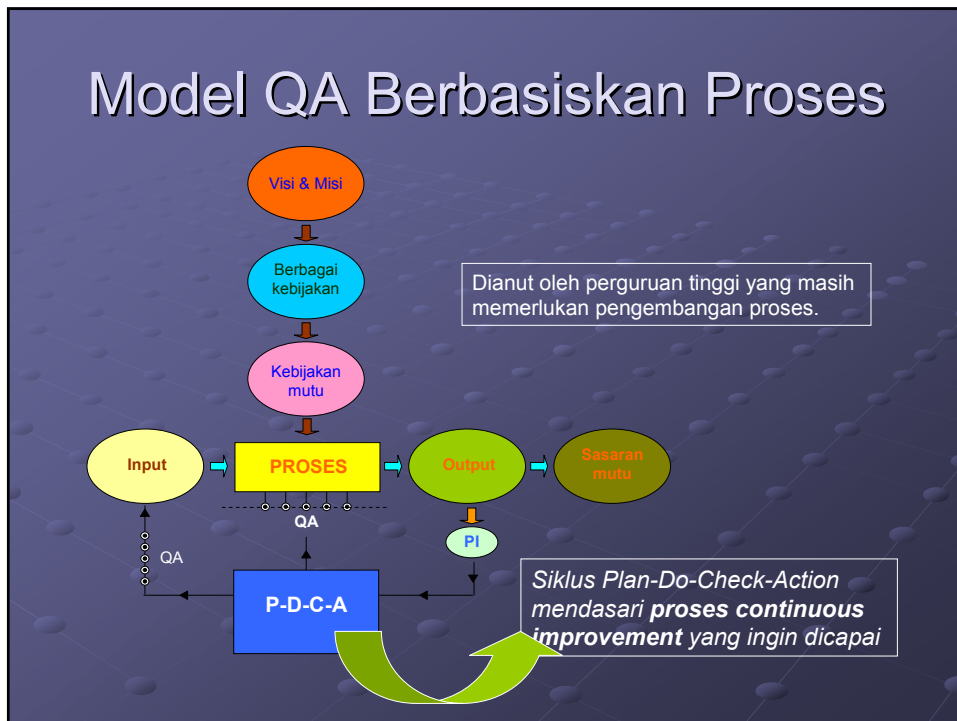 Model QA Berbasiskan Proses
Visi & Misi
Berbagai
kebijakan
Dianut oleh perguruan tinggi yang masih
memerlukan pengembangan proses.
Kebijakan
mutu
Input
PROSES
Output
Sasaran
mutu
QA
PI
QA
P-D-C-A
Siklus Plan-Do-Check-Action
mendasari proses continuous
improvement yang ingin dicapai